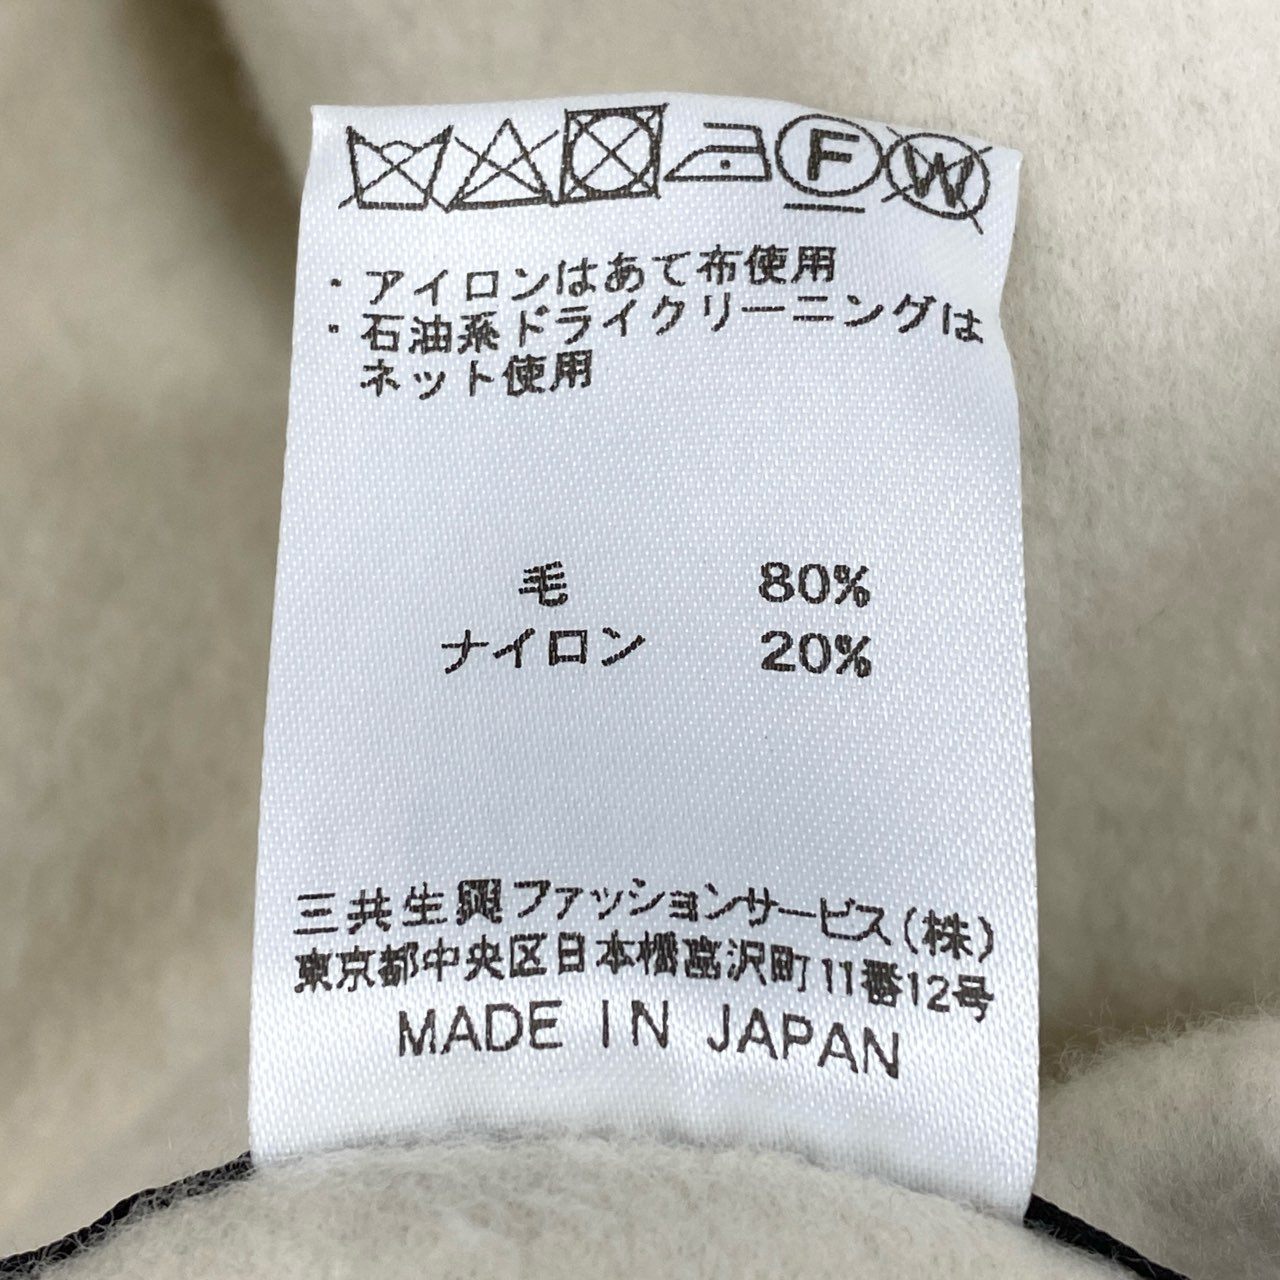 F W
・アイロンはあて布使用
・石油系ドライクリーニングは
ネット使用
毛 80%
ナイロン 20%
三共生興ファッションサービス(株)
東京都中央区日本橋富沢町11番12号
MADE IN JAPAN